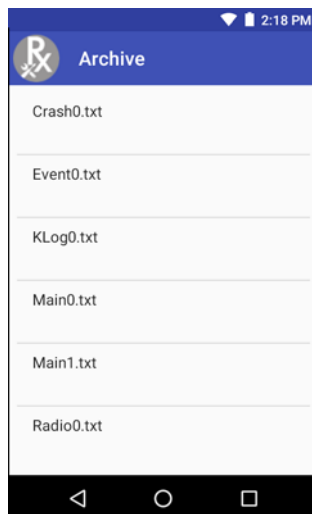 2:18 PM
Rx
Archive
Crash0.txt
Event0.txt
KLog0.txt
Main0.txt
Main1.txt
Radio0.txt